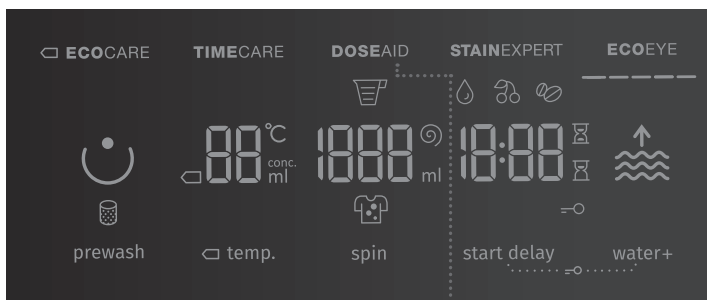 ECOCARE TIMECARE DOSEAID STAINEXPERT ECOEYE
88 °C 1888 18:88
conc.
ml ml
prewash temp. spin start delay water+